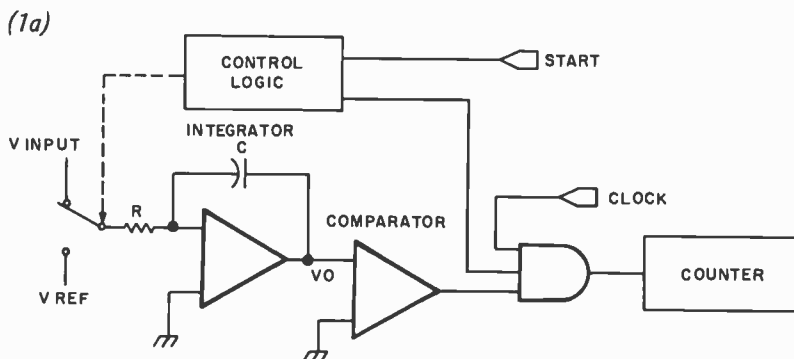 (1a)
CONTROL
LOGIC
START
INTEGRATOR
C
V INPUT
R
COMPARATOR
CLOCK
VO
COUNTER
V REF